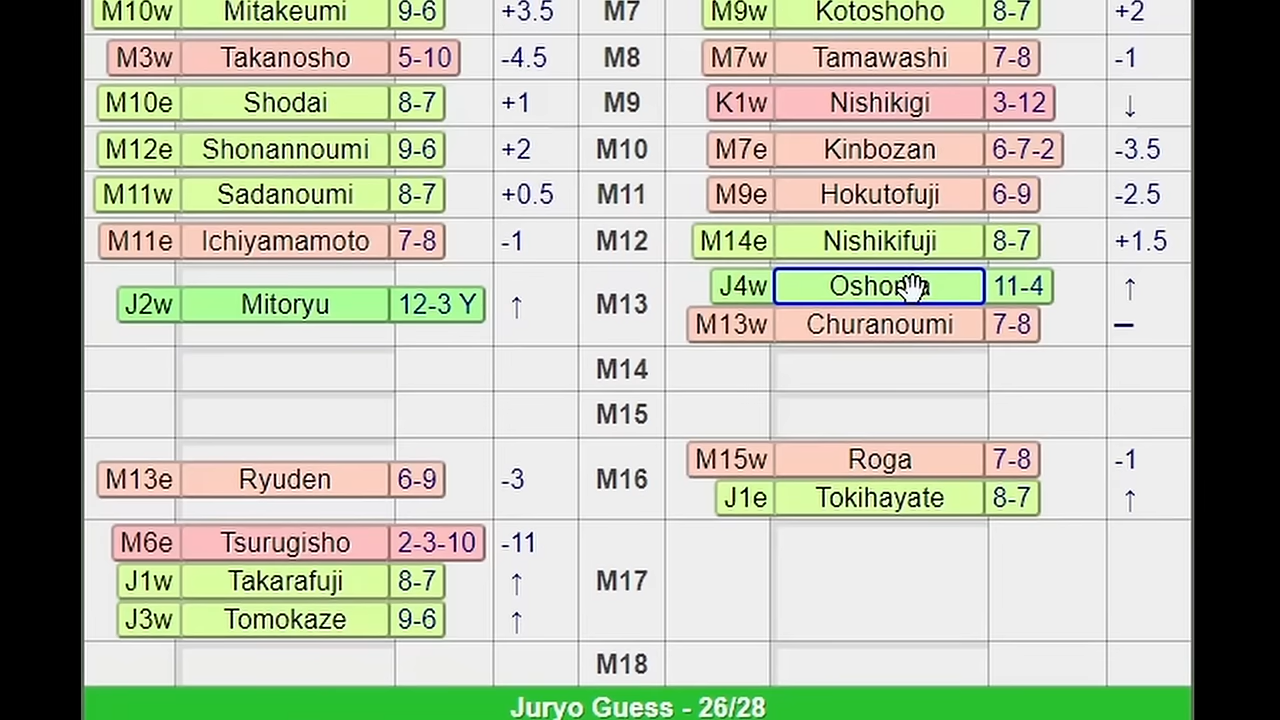 M10w Mitakeumi 9-6 +3.5 M7 M9w Kotoshoho 8-7 +2
M3w Takanosho 5-10 -4.5 M8 M7w Tamawashi 7-8 -1
M10e Shodai 8-7 +1 M9 K1w Nishikigi 3-12 ↓
M12e Shonannoumi 9-6 +2 M10 M7e Kinbozan 6-7-2 -3.5
M11w Sadanoumi 8-7 +0.5 M11 M9e Hokutofuji 6-9 -2.5
M11e Ichiyamamoto 7-8 -1 M12 M14e Nishikifuji 8-7 +1.5
J2w Mitoryu 12-3 Y ↑ M13 J4w 11-4 ↑
M13w Churanoumi 7-8 –
M14
M15
M13e Ryuden 6-9 -3 M16 M15w Roga 7-8 -1
J1e Tokihayate 8-7 ↑
M6e Tsurugisho 2-3-10 -11 M17
J1w Takarafuji 8-7 ↑
J3w Tomokaze 9-6 ↑
M18
Juryo Guess - 26/28